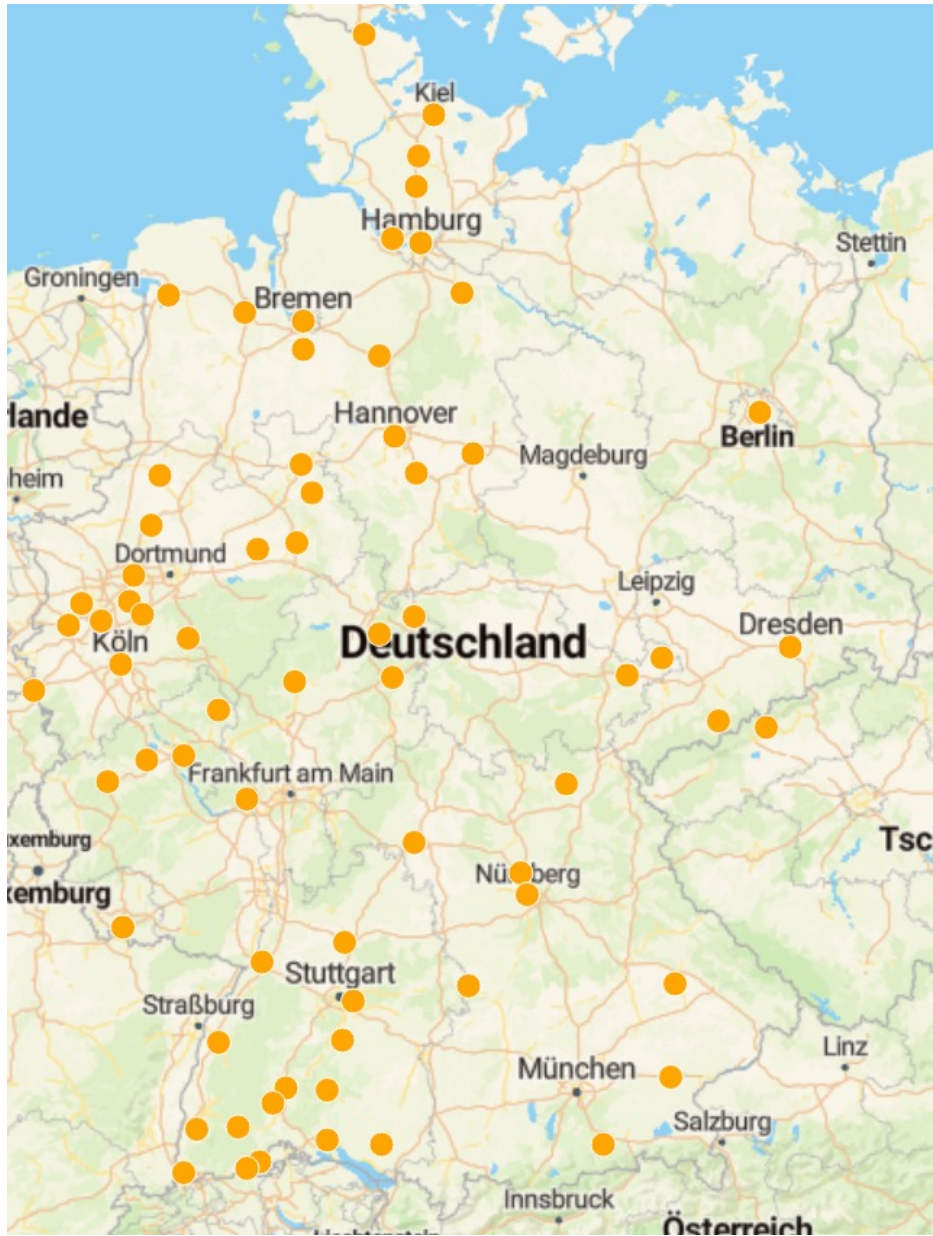 Kiel
Hamburg
Stettin
Groningen
Bremen
rlande
Hannover
Berlin
Magdeburg
heim
Dortmund
Leipzig
Deutschland
Dresden
Köln
Frankfurt am Main
xemburg
Tsc
Nürnberg
xemburg
Stuttgart
Straßburg
Linz
München
Salzburg
Innsbruck
Österreich